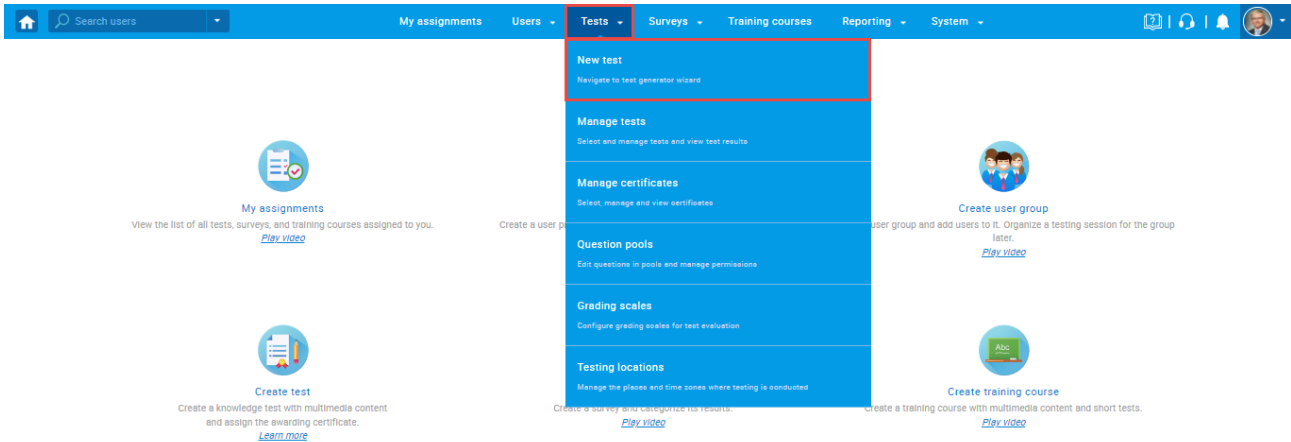 Search users
My assignments
Users
Tests
Surveys
Training courses
Reporting
System
New test
Navigate to test generator wizard
Manage tests
Select and manage tests and view test results
Manage certificates
Select, manage and view certificates
Question pools
Edit questions in pools and manage permissions
Grading scales
Configure grading scales for test evaluation
Testing locations
Manage the places and time zones where testing is conducted
My assignments
View the list of all tests, surveys, and training courses assigned to you.
Play video
Create a user
Create user group
user group and add users to it. Organize a testing session for the group
later.
Play video
Create test
Create a knowledge test with multimedia content
and assign the awarding certificate.
Learn more
Create a survey and categorize its results.
Play video
Abc
Create training course
Create a training course with multimedia content and short tests.
Play video